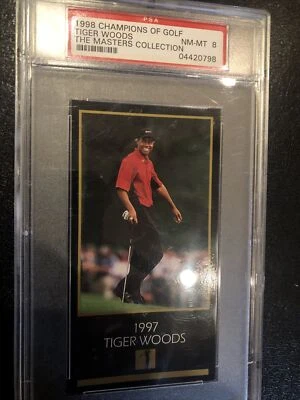 PSA
1998 CHAMPIONS OF GOLF
TIGER WOODS NM-MT 8
THE MASTERS COLLECTION
04420798
1997
TIGER WOODS